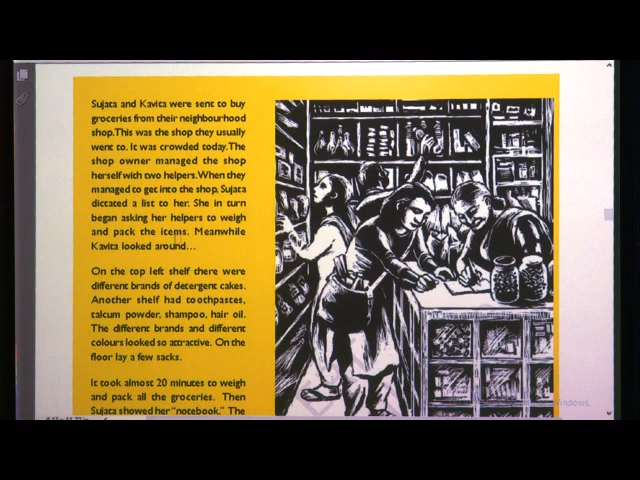 Sujata and Kavita were sent to buy
groceries from their neighbourhood
shop.This was the shop they usually
went to. It was crowded today.The
shop owner managed the shop
herself with two helpers.When they
managed to get into the shop, Sujata
dictated a list to her. She in turn
began asking her helpers to weigh
and pack the items. Meanwhile
Kavita looked around…
On the top left shelf there were
different brands of detergent cakes.
Another shelf had toothpastes,
talcum powder, shampoo, hair oil.
The different brands and different
colours looked so attractive. On the
floor lay a few sacks.
It took almost 20 minutes to weigh
and pack all the groceries. Then
Sujata showed her “notebook.” The